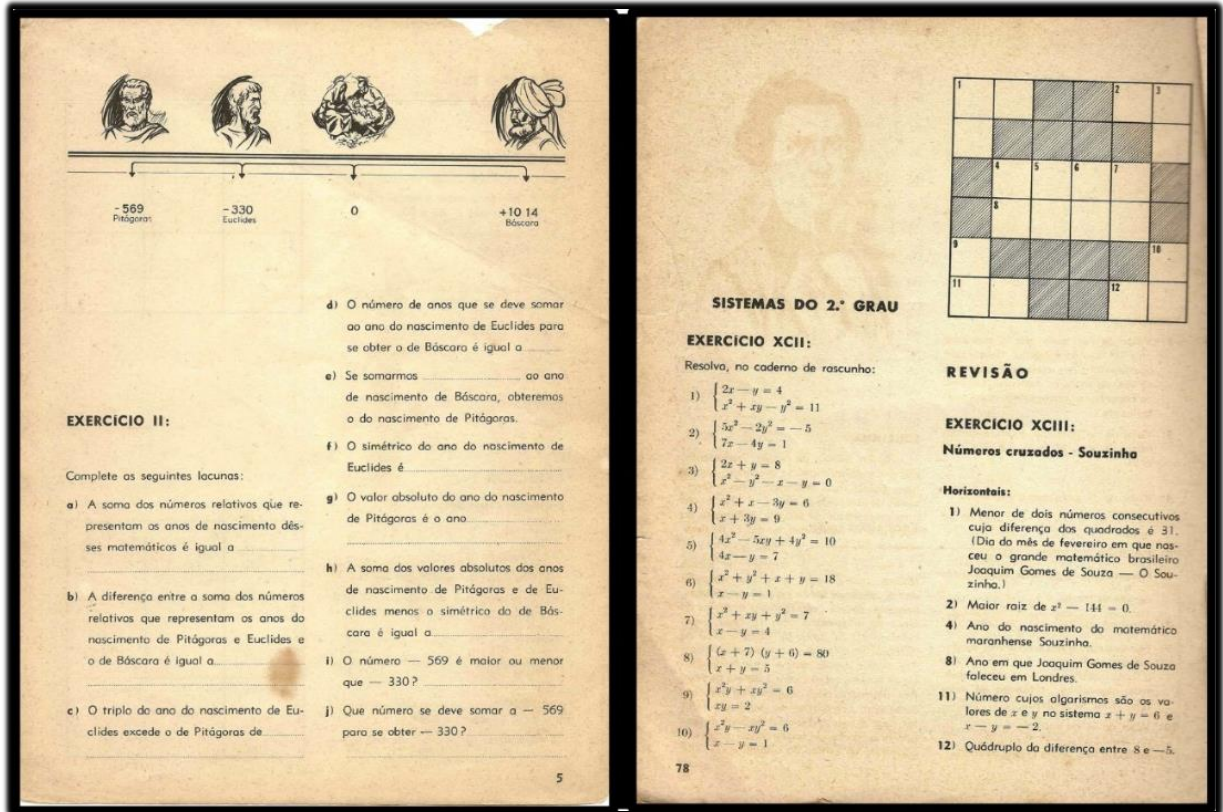 - 569
Pitágoras
- 330
Euclides
0
+10 14
Báscara
EXERCÍCIO II:
Complete as seguintes lacunas:
a) A soma dos números relativos que re-
presentam os anos de nascimento dês-
ses matemáticos é igual a
b) A diferença entre a soma dos números
relativos que representam os anos do
nascimento de Pitágoras e Euclides e
o de Báscara é igual a
c) O triplo do ano do nascimento de Eu-
clides excede o de Pitágoras de
d) O número de anos que se deve somar
ao ano do nascimento de Euclides para
se obter o de Báscara é igual a
e) Se somarmos ao ano
de nascimento de Báscara, obteremos
o do nascimento de Pitágoras.
f) O simétrico do ano do nascimento de
Euclides é
g) O valor absoluto do ano do nascimento
de Pitágoras é o ano
h) A soma dos valores absolutos dos anos
de nascimento de Pitágoras e de Eu-
clides menos o simétrico do de Bás-
cara é igual a
i) O número — 569 é maior ou menor
que — 330?
j) Que número se deve somar a — 569
para se obter — 330?
5
SISTEMAS DO 2.º GRAU
EXERCÍCIO XCII:
Resolva, no caderno de rascunho:
1) 2x — y = 4
x² + xy — y² = 11
2) 5x² — 2y² = — 5
7x — 4y = 1
3) 2x + y = 8
x² — y² — x — y = 0
4) x² + x — 3y = 6
x + 3y = 9
5) 4x² — 5xy + 4y² = 10
4x — y = 7
6) x² + y² + x + y = 18
x — y = 1
7) x² + xy + y² = 7
x — y = 4
8) (x + 7) (y + 6) = 80
x + y = 5
9) x²y + xy² = 6
xy = 2
10) x²y — xy² = 6
x — y = 1
78
1
2
3
4
5
6
7
8
9
10
11
12
REVISÃO
EXERCÍCIO XCIII:
Números cruzados - Souzinha
Horizontais:
1) Menor de dois números consecutivos
cuja diferença dos quadrados é 31.
(Dia do mês de fevereiro em que nas-
ceu o grande matemático brasileiro
Joaquim Gomes de Souza — O Sou-
zinha.)
2) Maior raiz de x² — 144 = 0.
4) Ano do nascimento do matemático
maranhense Souzinha.
8) Ano em que Joaquim Gomes de Souza
faleceu em Londres.
11) Número cujos algarismos são os va-
lores de x e y no sistema x + y = 6 e
x — y = — 2.
12) Quádruplo da diferença entre 8 e —5.